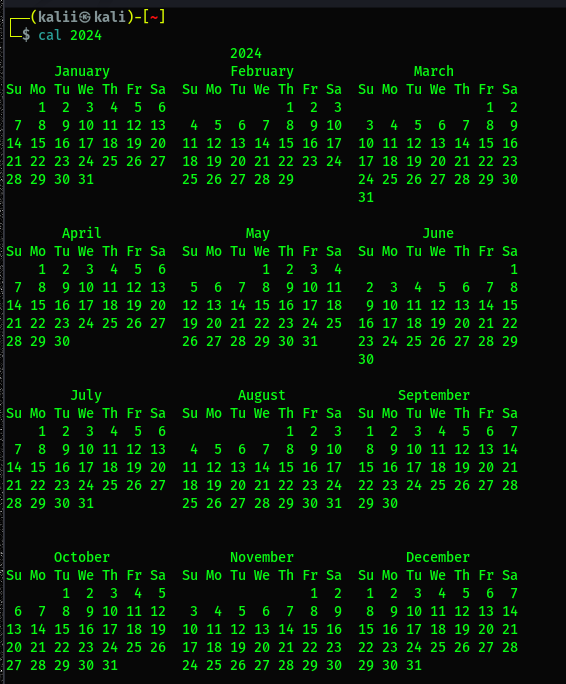 ┌──(kalii㉿kali)-[~]
└─$ cal 2024
                            2024
      January               February               March
Su Mo Tu We Th Fr Sa  Su Mo Tu We Th Fr Sa  Su Mo Tu We Th Fr Sa
    1  2  3  4  5  6               1  2  3                  1  2
 7  8  9 10 11 12 13   4  5  6  7  8  9 10   3  4  5  6  7  8  9
14 15 16 17 18 19 20  11 12 13 14 15 16 17  10 11 12 13 14 15 16
21 22 23 24 25 26 27  18 19 20 21 22 23 24  17 18 19 20 21 22 23
28 29 30 31           25 26 27 28 29        24 25 26 27 28 29 30
                                            31
       April                  May                   June
Su Mo Tu We Th Fr Sa  Su Mo Tu We Th Fr Sa  Su Mo Tu We Th Fr Sa
    1  2  3  4  5  6            1  2  3  4                     1
 7  8  9 10 11 12 13   5  6  7  8  9 10 11   2  3  4  5  6  7  8
14 15 16 17 18 19 20  12 13 14 15 16 17 18   9 10 11 12 13 14 15
21 22 23 24 25 26 27  19 20 21 22 23 24 25  16 17 18 19 20 21 22
28 29 30              26 27 28 29 30 31     23 24 25 26 27 28 29
                                            30
        July                 August              September
Su Mo Tu We Th Fr Sa  Su Mo Tu We Th Fr Sa  Su Mo Tu We Th Fr Sa
    1  2  3  4  5  6               1  2  3   1  2  3  4  5  6  7
 7  8  9 10 11 12 13   4  5  6  7  8  9 10   8  9 10 11 12 13 14
14 15 16 17 18 19 20  11 12 13 14 15 16 17  15 16 17 18 19 20 21
21 22 23 24 25 26 27  18 19 20 21 22 23 24  22 23 24 25 26 27 28
28 29 30 31           25 26 27 28 29 30 31  29 30
      October               November              December
Su Mo Tu We Th Fr Sa  Su Mo Tu We Th Fr Sa  Su Mo Tu We Th Fr Sa
       1  2  3  4  5                  1  2   1  2  3  4  5  6  7
 6  7  8  9 10 11 12   3  4  5  6  7  8  9   8  9 10 11 12 13 14
13 14 15 16 17 18 19  10 11 12 13 14 15 16  15 16 17 18 19 20 21
20 21 22 23 24 25 26  17 18 19 20 21 22 23  22 23 24 25 26 27 28
27 28 29 30 31        24 25 26 27 28 29 30  29 30 31